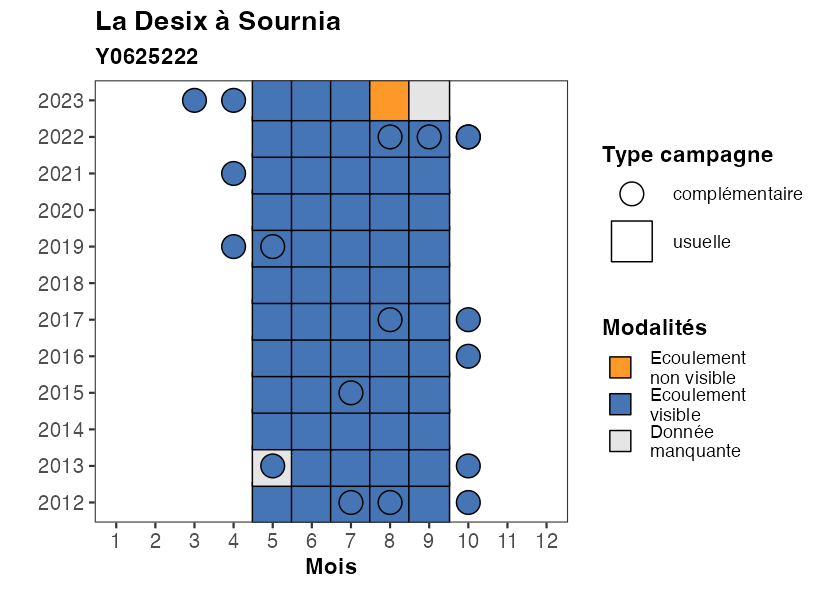 La Desix à Sournia
Y0625222
2023
2022
2021
2020
2019
2018
2017
2016
2015
2014
2013
2012
1 2 3 4 5 6 7 8 9 10 11 12
Mois
Type campagne
complémentaire
usuelle
Modalités
Ecoulement
non visible
Ecoulement
visible
Donnée
manquante